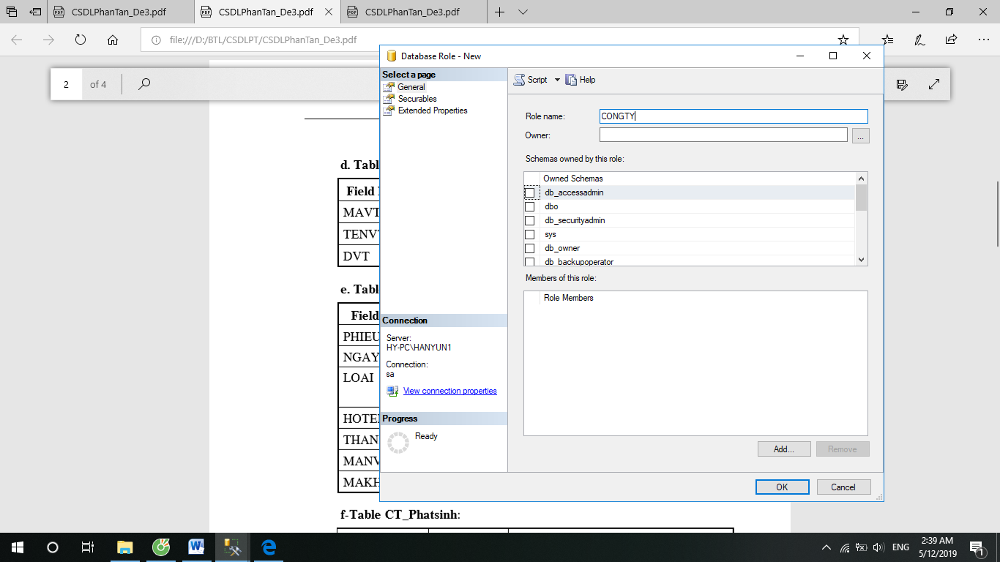 CSDLPhanTan_De3.pdf
CSDLPhanTan_De3.pdf
CSDLPhanTan_De3.pdf
file:///D:/BTL/CSDLPT/CSDLPhanTan_De3.pdf
2 of 4
d. Tabl
Field
MAVT
TENV
DVT
e. Tabl
Field
PHIEU
NGAY
LOAI
HOTE
THAN
MANV
MAKH
f-Table CT_Phatsinh:
Database Role - New
Select a page
General
Securables
Extended Properties
Connection
Server:
HY-PC\HANYUN1
Connection:
sa
View connection properties
Progress
Ready
Script Help
Role name: CONGTY
Owner:
...
Schemas owned by this role:
Owned Schemas
db_accessadmin
dbo
db_securityadmin
sys
db_owner
db_backupoperator
Members of this role:
Role Members
Add... Remove
OK Cancel
ENG
2:39 AM
5/12/2019
1